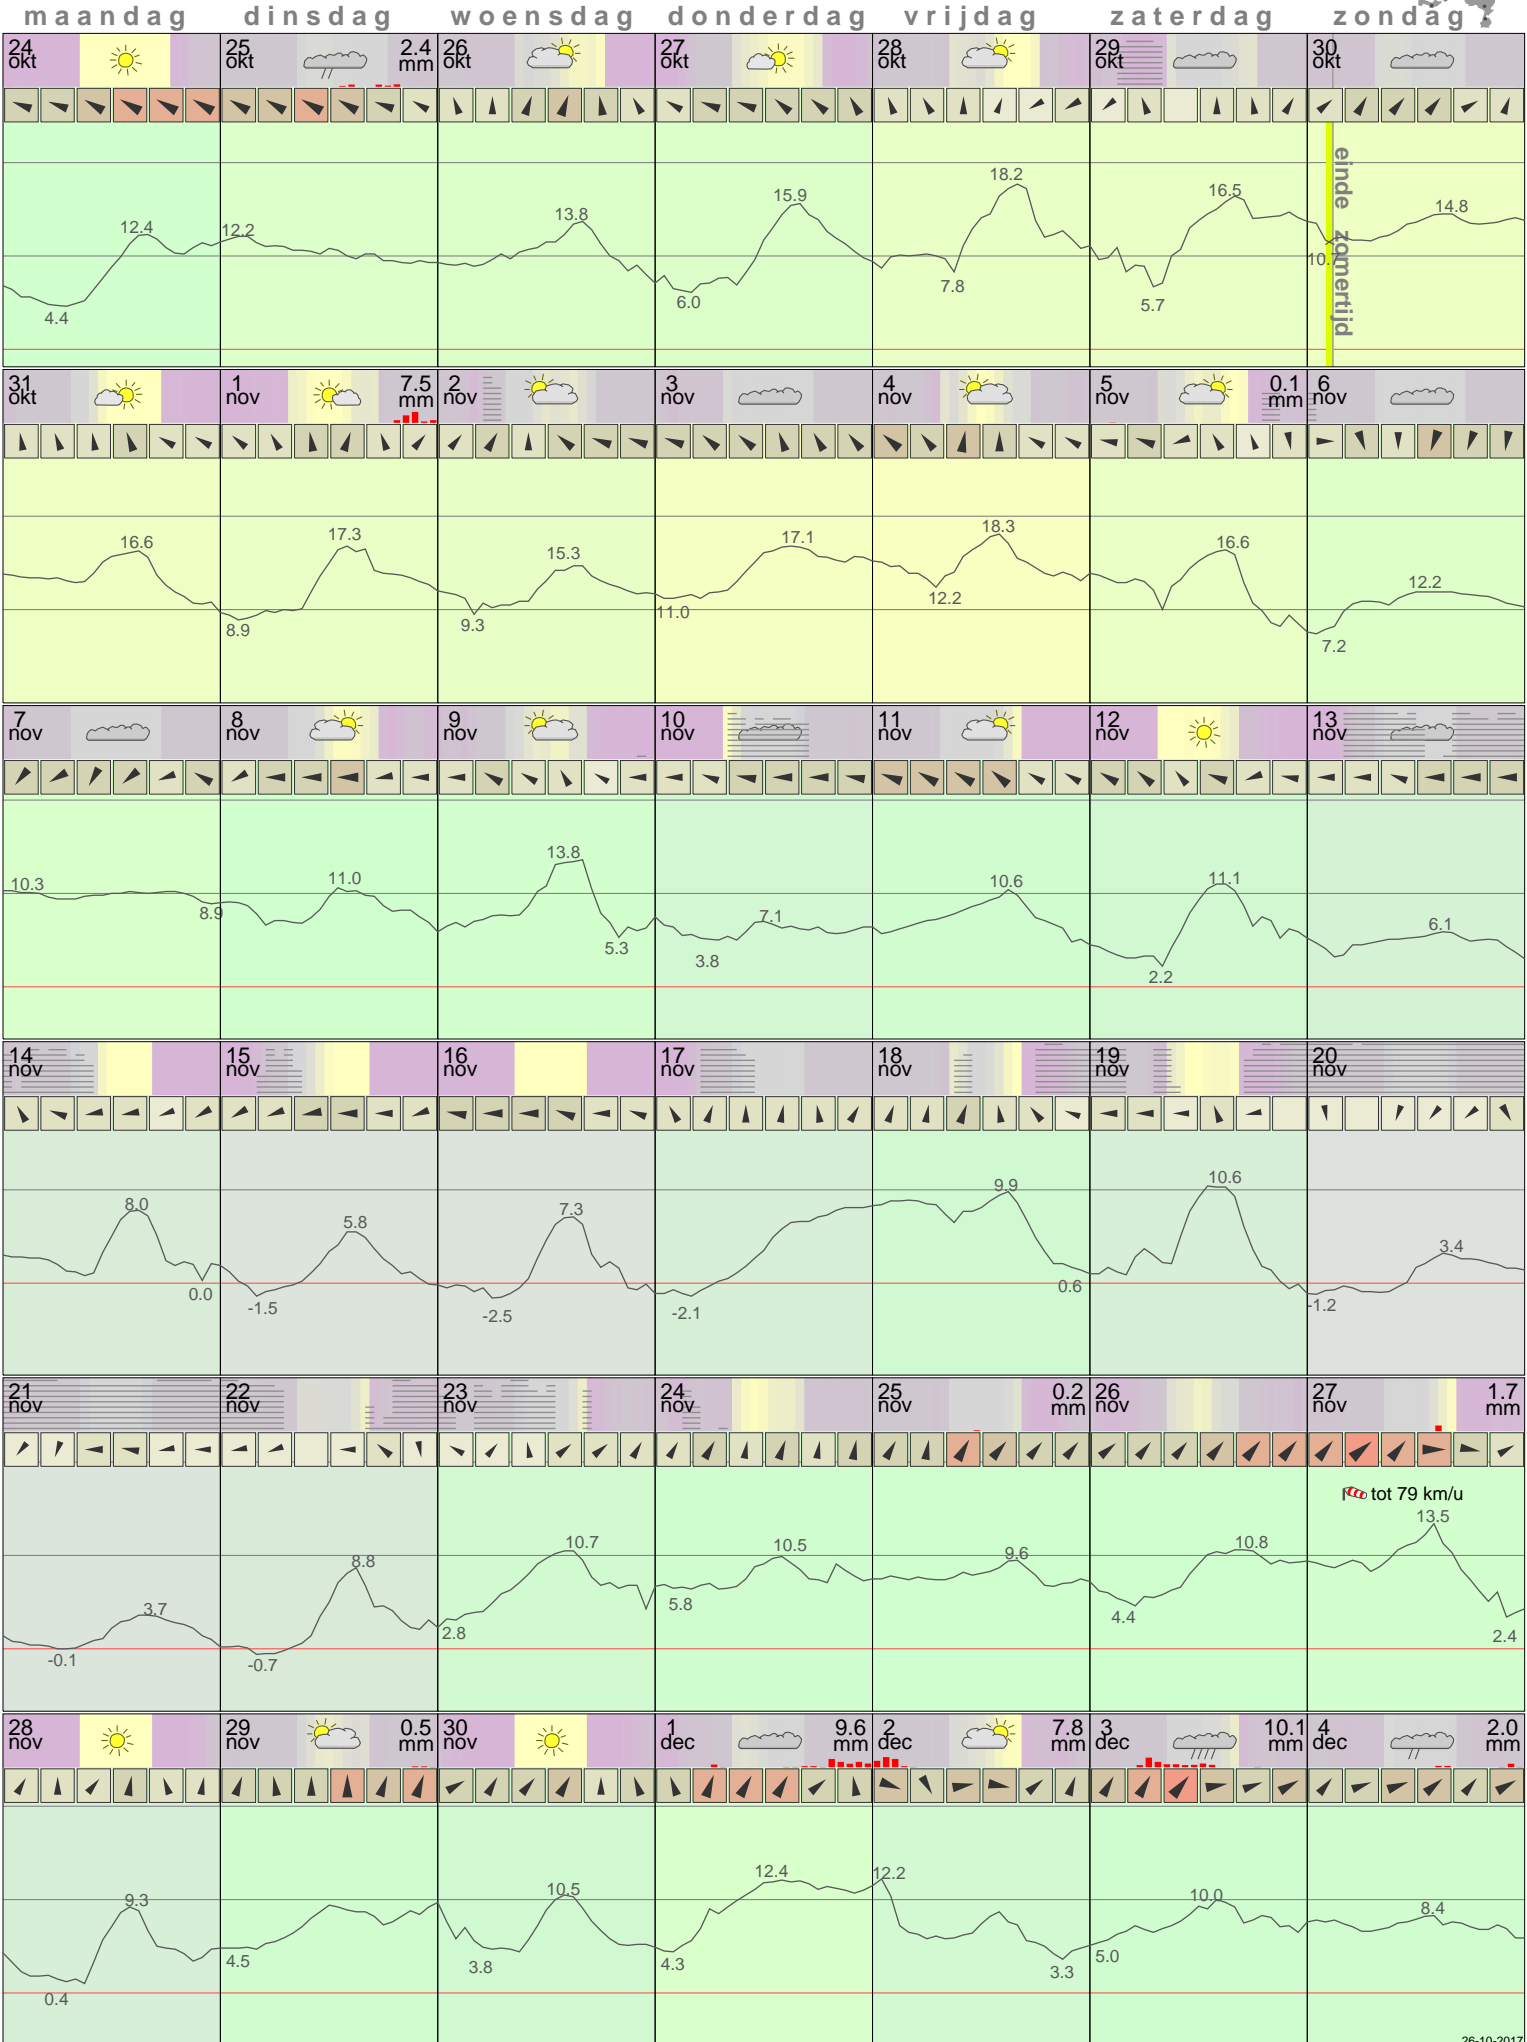 maandag dinsdag woensdag donderdag vrijdag zaterdag zondag
24 okt 25 okt 2.4 mm 26 okt 27 okt 28 okt 29 okt 30 okt
einde zomertijd
12.4 4.4 12.2 13.8 15.9 6.0 18.2 7.8 16.5 5.7 10.7 14.8
31 okt 1 nov 7.5 mm 2 nov 3 nov 4 nov 5 nov 0.1 mm 6 nov
16.6 17.3 8.9 15.3 9.3 17.1 11.0 18.3 12.2 16.6 12.2 7.2
7 nov 8 nov 9 nov 10 nov 11 nov 12 nov 13 nov
10.3 8.9 11.0 13.8 5.3 7.1 3.8 10.6 11.1 2.2 6.1
14 nov 15 nov 16 nov 17 nov 18 nov 19 nov 20 nov
8.0 0.0 5.8 -1.5 7.3 -2.5 -2.1 9.9 0.6 10.6 3.4 -1.2
21 nov 22 nov 23 nov 24 nov 25 nov 0.2 mm 26 nov 27 nov 1.7 mm
tot 79 km/u
3.7 -0.1 8.8 -0.7 10.7 2.8 10.5 5.8 9.6 10.8 4.4 13.5 2.4
28 nov 29 nov 0.5 mm 30 nov 1 dec 9.6 mm 2 dec 7.8 mm 3 dec 10.1 mm 4 dec 2.0 mm
9.3 0.4 4.5 10.5 3.8 12.4 4.3 12.2 3.3 10.0 5.0 8.4
26-10-2017